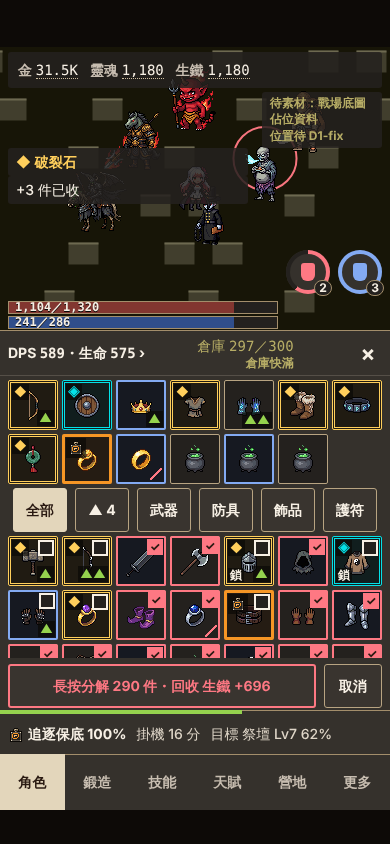 金 31.5K 靈魂 1,180 生鐵 1,180
待素材：戰場底圖
佔位資料
位置待 D1-fix
破裂石
+3 件已收
2
3
1,104／1,320
241／286
DPS 589・生命 575 ›
倉庫 297／300
倉庫快滿
×
全部
▲ 4
武器
防具
飾品
護符
鎖
鎖
長按分解 290 件・回收 生鐵 +696
取消
追逐保底 100% 掛機 16 分 目標 祭壇 Lv7 62%
角色
鍛造
技能
天賦
營地
更多